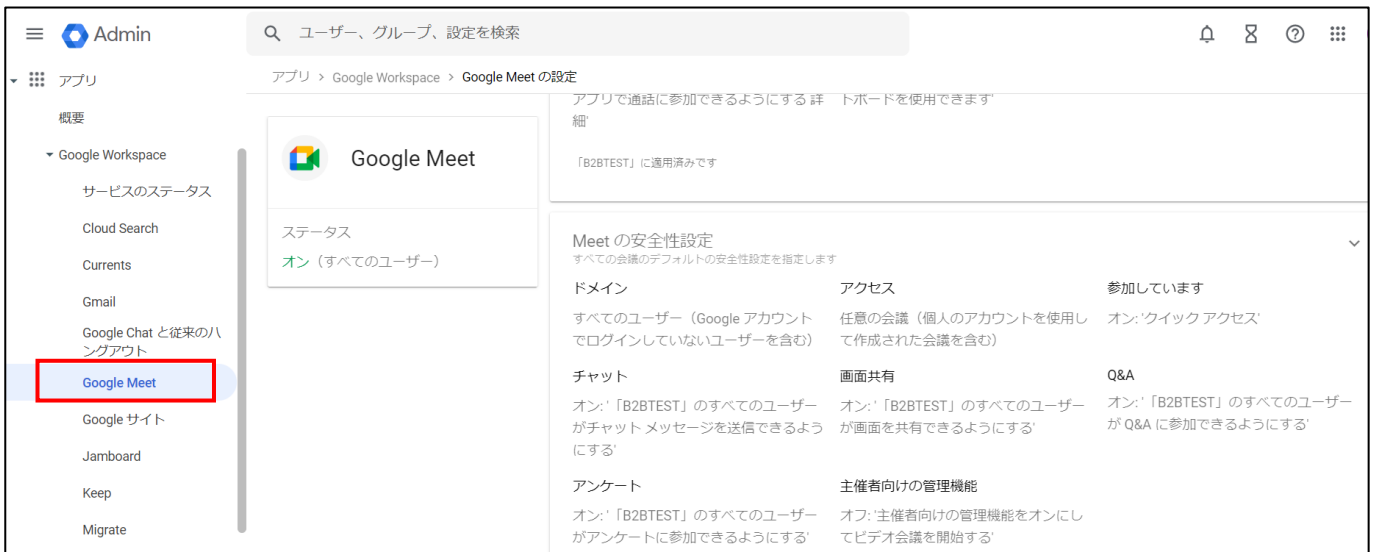 Admin
ユーザー、グループ、設定を検索
アプリ
概要
Google Workspace
サービスのステータス
Cloud Search
Currents
Gmail
Google Chat と従来のハ
ングアウト
Google Meet
Google サイト
Jamboard
Keep
Migrate
アプリ > Google Workspace > Google Meet の設定
Google Meet
ステータス
オン（すべてのユーザー）
アプリで通話に参加できるようにする 詳
細'
トボードを使用できます'
「B2BTEST」に適用済みです
Meet の安全性設定
すべての会議のデフォルトの安全性設定を指定します
ドメイン
すべてのユーザー（Google アカウント
でログインしていないユーザーを含む）
アクセス
任意の会議（個人のアカウントを使用し
て作成された会議を含む）
参加しています
オン: 'クイック アクセス'
チャット
オン: '「B2BTEST」のすべてのユーザー
がチャット メッセージを送信できるよう
にする'
画面共有
オン: '「B2BTEST」のすべてのユーザー
が画面を共有できるようにする'
Q&A
オン: '「B2BTEST」のすべてのユーザー
が Q&A に参加できるようにする'
アンケート
オン: '「B2BTEST」のすべてのユーザー
がアンケートに参加できるようにする'
主催者向けの管理機能
オフ: '主催者向けの管理機能をオンにし
てビデオ会議を開始する'